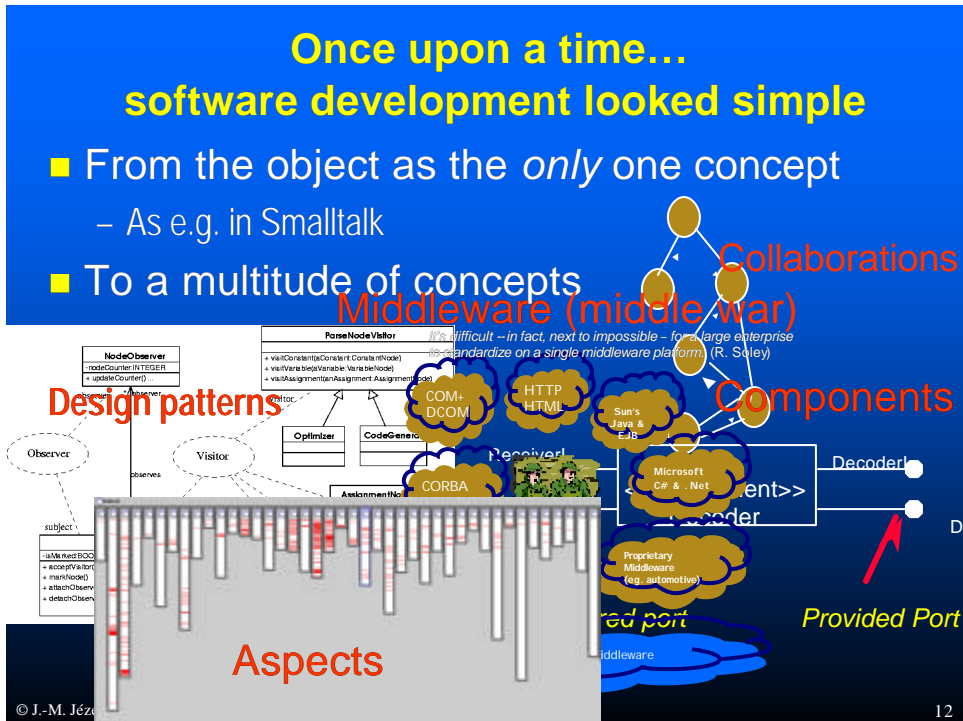 Once upon a time…
software development looked simple
From the object as the only one concept
– As e.g. in Smalltalk
To a multitude of concepts
Collaborations
Middleware (middle war)
It's difficult -- in fact, next to impossible – for a large enterprise
to standardize on a single middleware platform. (R. Soley)
ParseNodeVisitor
+ visitConstant(aConstant:ConstantNode)
+ visitVariable(aVariable:VariableNode)
+ visitAssignment(anAssignment:AssignmentNode)
NodeObserver
-nodeCounter:INTEGER
+ updateCounter()...
observer
visitor
Design patterns
Components
COM+
DCOM
HTTP
HTML
Sun's
Java &
EJB
Optimizer
Observer
Visitor
observes
CORBA
Microsoft
C# & .Net
Provided Port
subject
+ markNode()
Proprietary
Middleware
(eg. automotive)
port
Aspects
© J.-M.
12